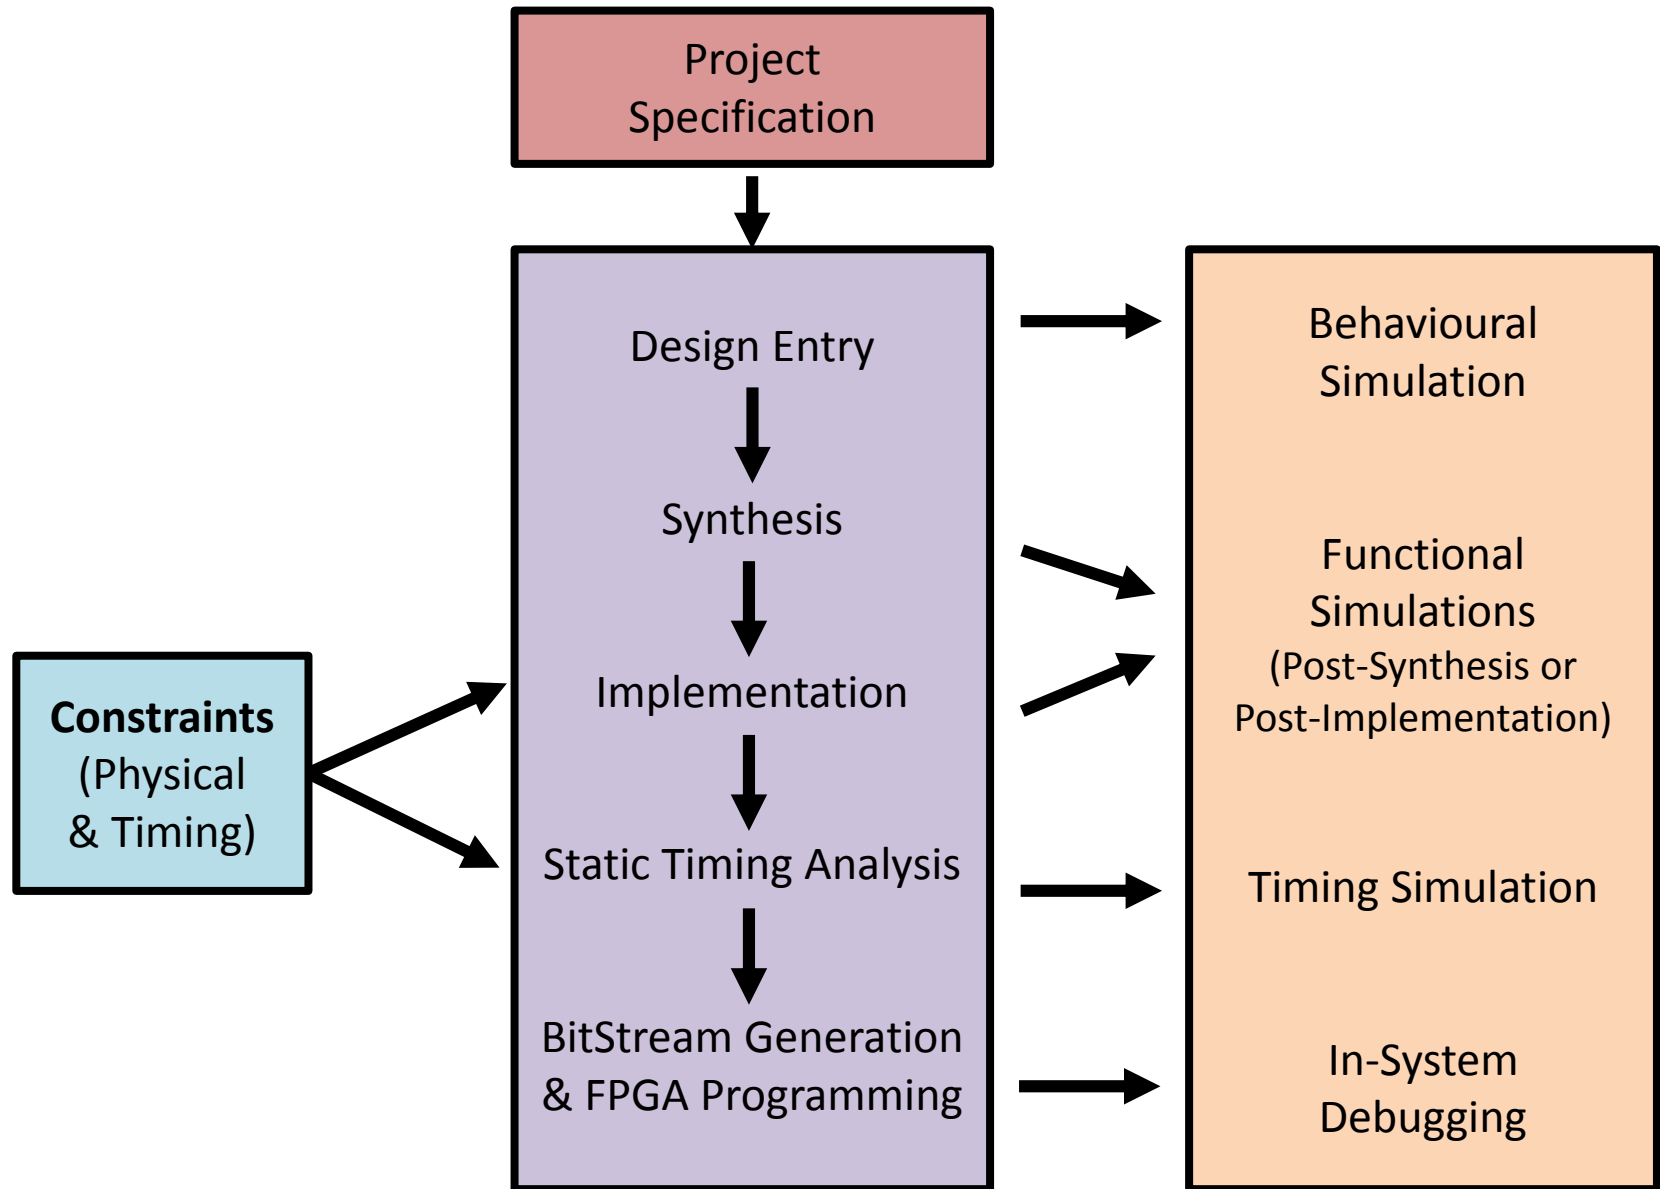 Project
Specification
Design Entry
Synthesis
Implementation
Static Timing Analysis
BitStream Generation
& FPGA Programming
Constraints
(Physical
& Timing)
Behavioural
Simulation
Functional
Simulations
(Post-Synthesis or
Post-Implementation)
Timing Simulation
In-System
Debugging